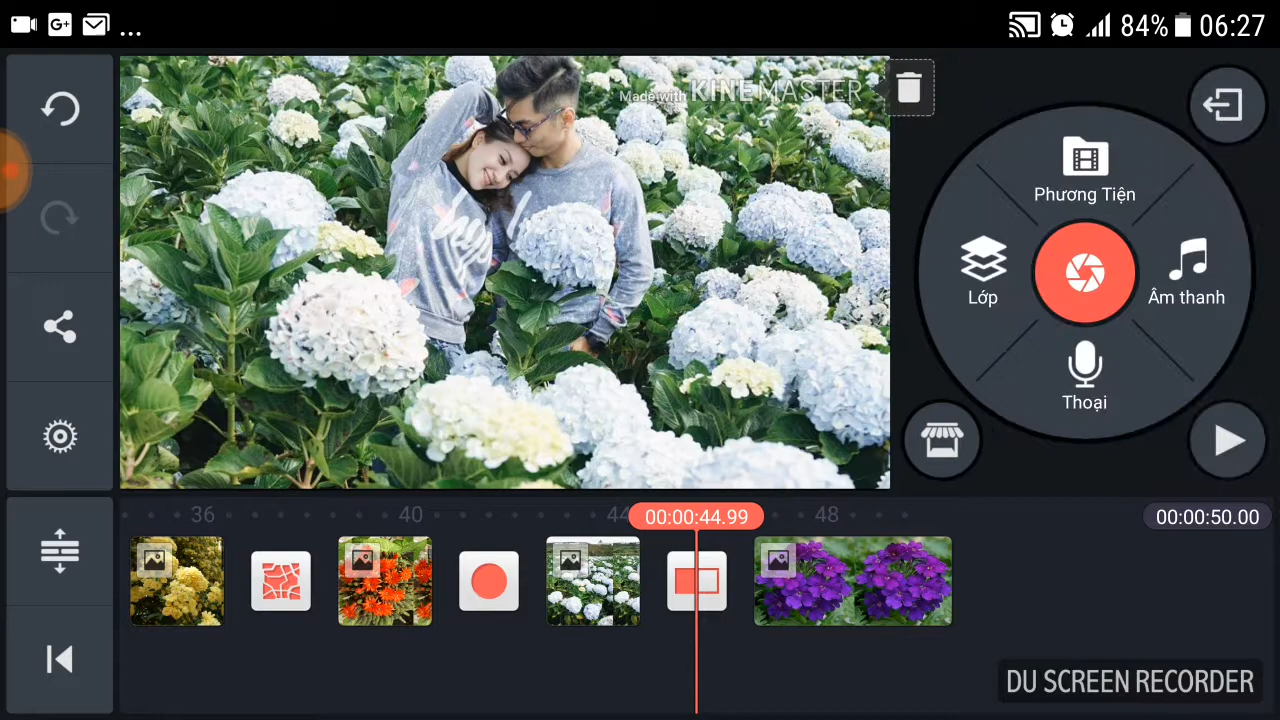 G+ ... 84% 06:27
Made with KINEMASTER
Phương Tiện
Lớp
Âm thanh
Thoại
36 40 44 00:00:44.99 48 00:00:50.00
DU SCREEN RECORDER